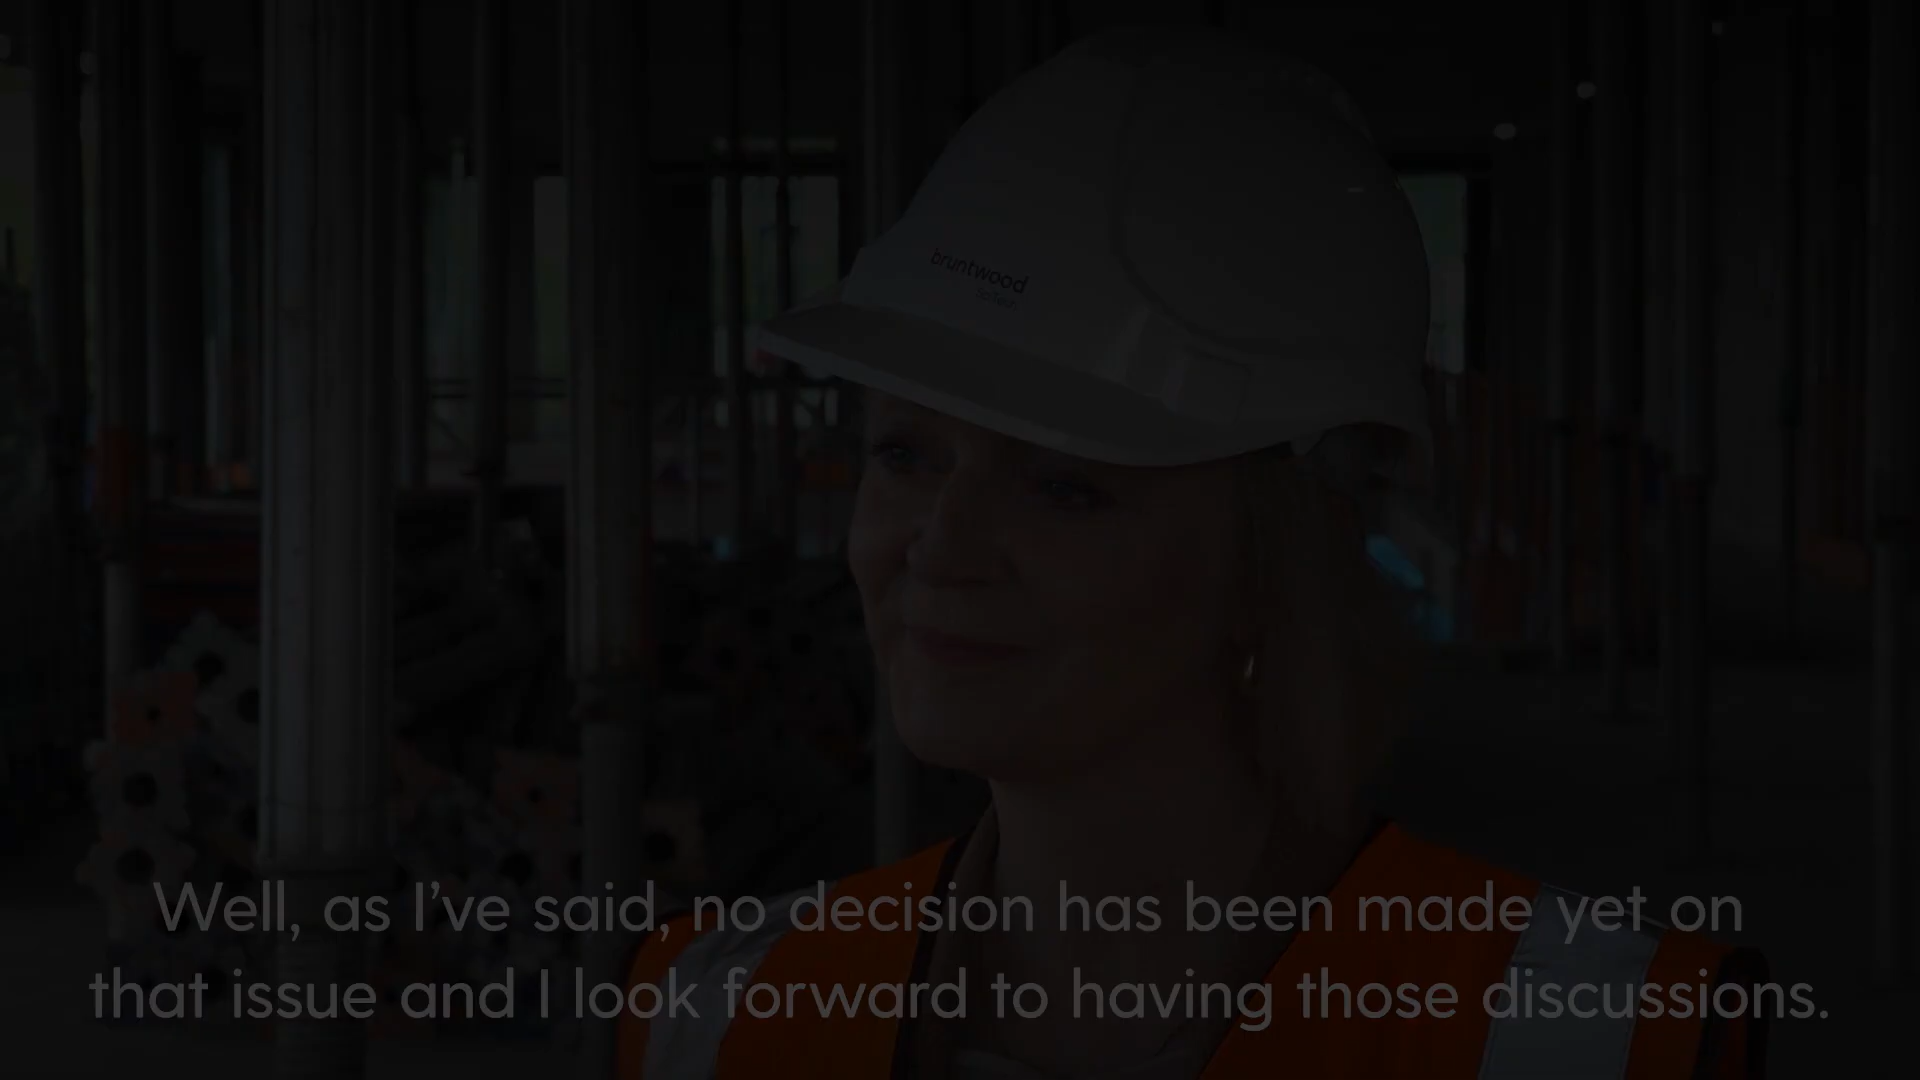 bruntwood
SciTech
Well, as I've said, no decision has been made yet on
that issue and I look forward to having those discussions.